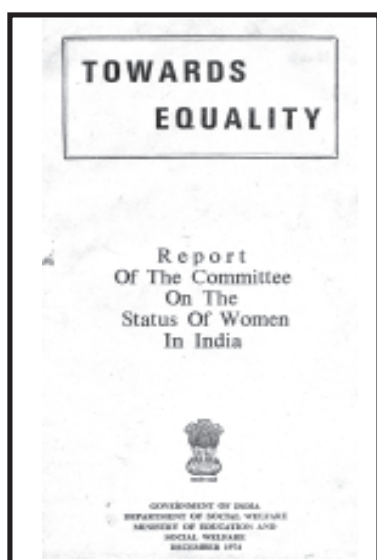 TOWARDS
EQUALITY
Report
Of The Committee
On The
Status Of Women
In India
GOVERNMENT OF INDIA
DEPARTMENT OF SOCIAL WELFARE
MINISTRY OF EDUCATION AND
SOCIAL WELFARE
DECEMBER 1974